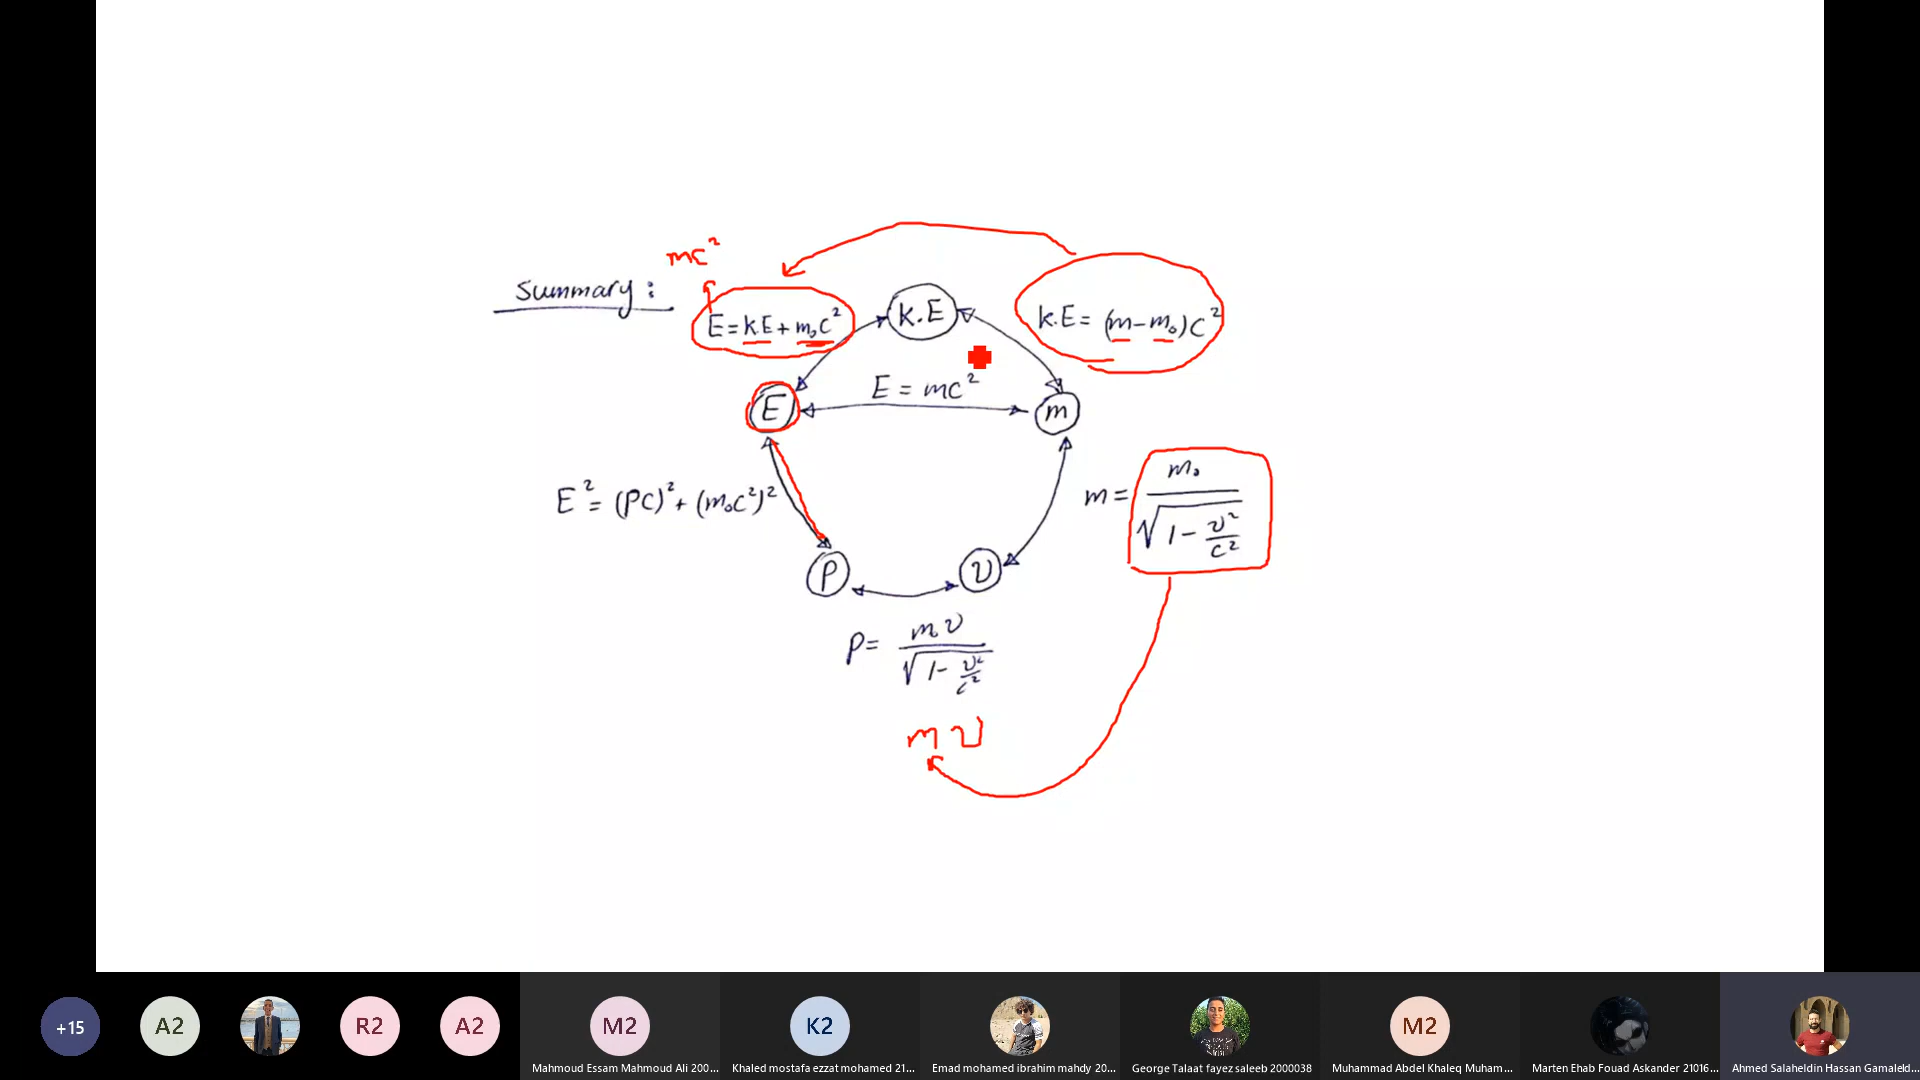 mc²
Summary :
E = K.E + m₀c²
K.E
K.E = (m - m₀)c²
E = mc²
E
m
E² = (PC)² + (m₀c²)²
m = m₀ / √(1 - v²/c²)
P
v
P = mv / √(1 - v²/c²)
m v
+15
A2
R2
A2
M2
K2
M2
Mahmoud Essam Mahmoud Ali 200...
Khaled mostafa ezzat mohamed 21...
Emad mohamed ibrahim mahdy 20...
George Talaat fayez saleeb 2000038
Muhammad Abdel Khaleq Muham...
Marten Ehab Fouad Askander 21016...
Ahmed Salaheldin Hassan Gamaleld...